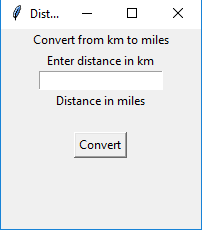 Dist...
Convert from km to miles
Enter distance in km
Distance in miles
Convert